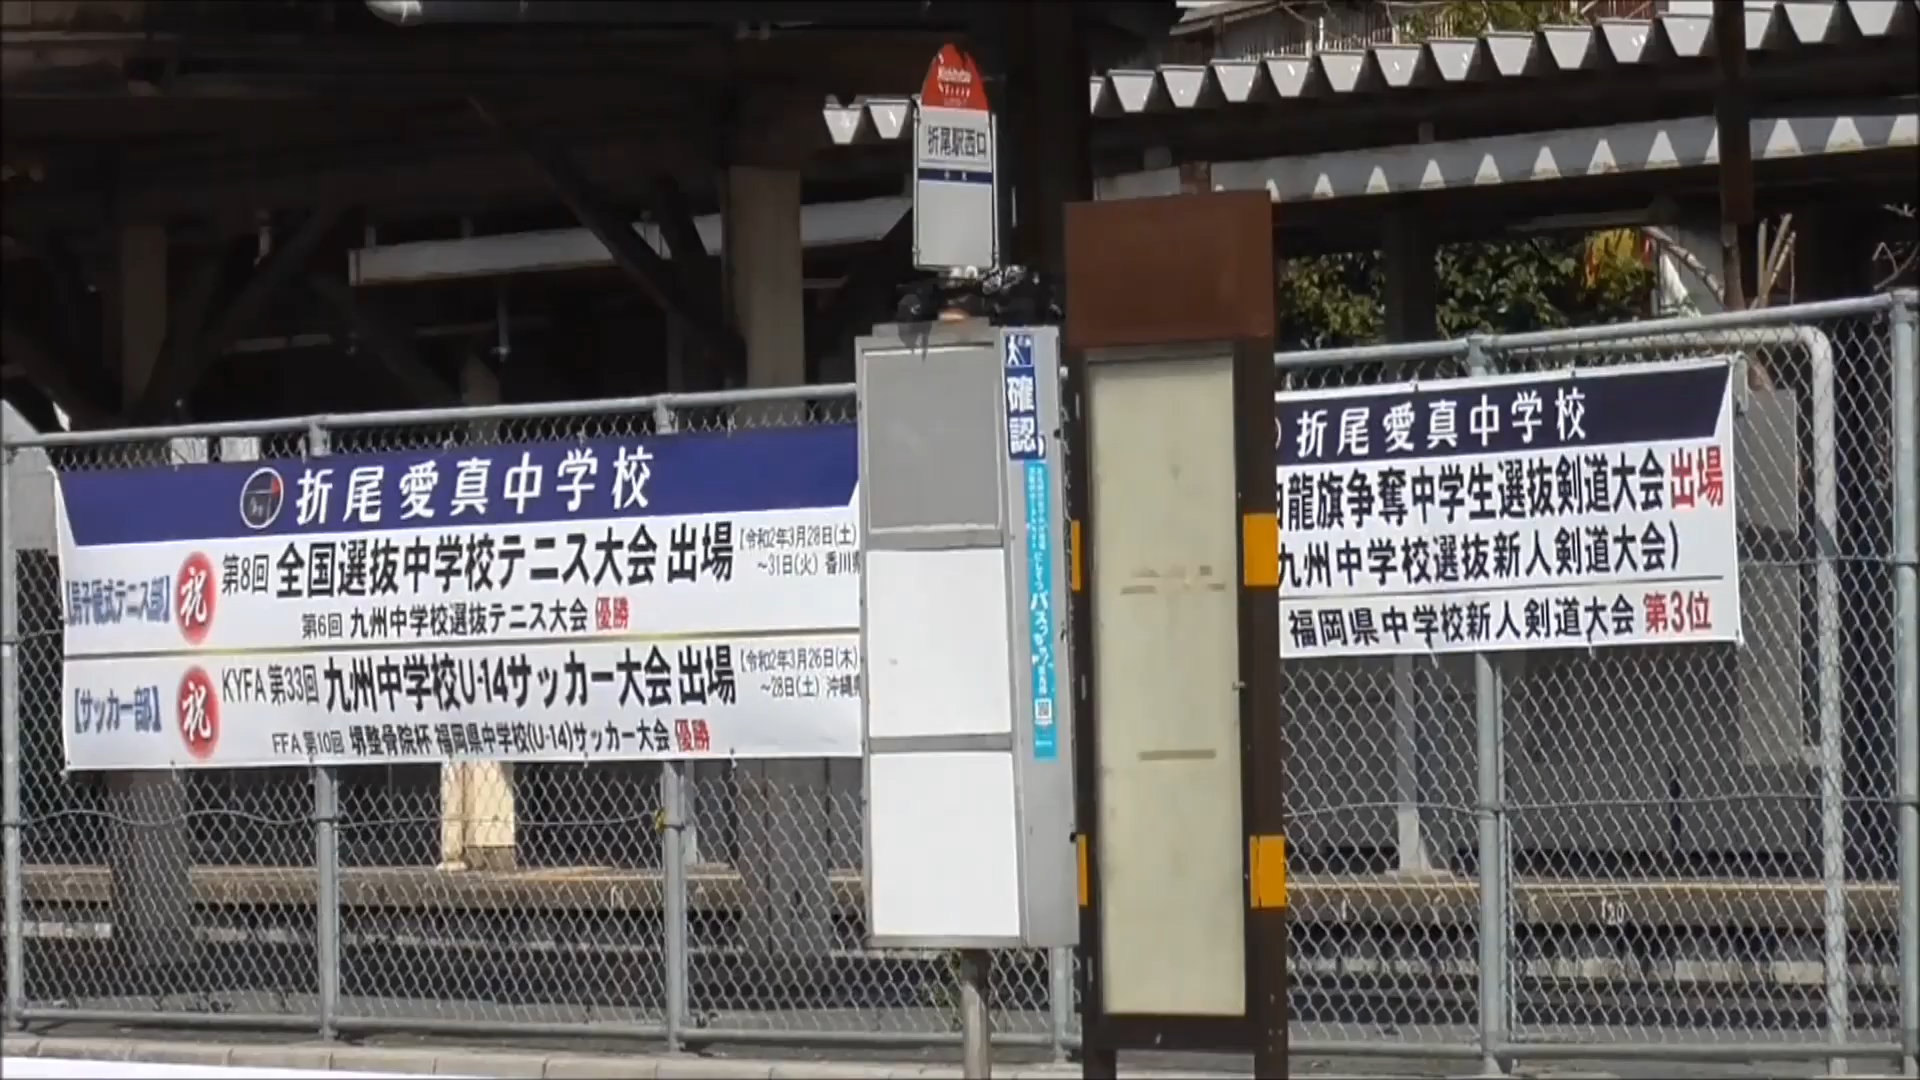 Nishitetsu
Group
折尾駅西口
確認
バス
折尾愛真中学校
【男子硬式テニス部】
祝
第8回 全国選抜中学校テニス大会 出場
【令和2年3月28日(土)
～31日(火) 香川県
第6回 九州中学校選抜テニス大会 優勝
【サッカー部】
祝
KYFA 第33回 九州中学校U-14サッカー大会 出場
【令和2年3月26日(木)
～28日(土) 沖縄県
FFA 第10回 堺整骨院杯 福岡県中学校(U-14)サッカー大会 優勝
折尾愛真中学校
龍旗争奪中学生選抜剣道大会 出場
九州中学校選抜新人剣道大会)
福岡県中学校新人剣道大会 第3位